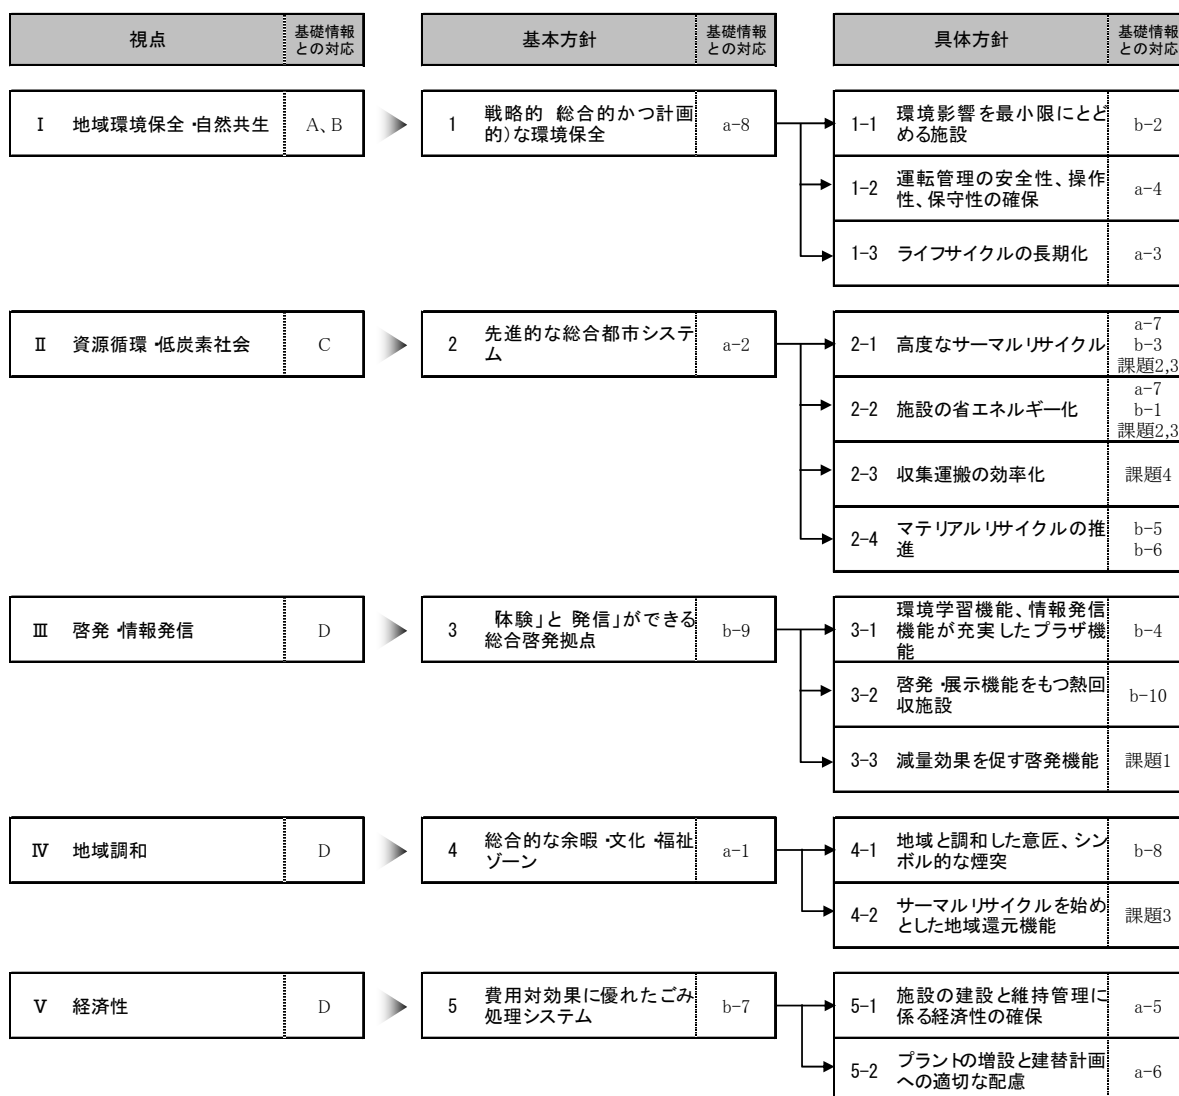 視点
基礎情報
との対応
基本方針
基礎情報
との対応
具体方針
基礎情報
との対応
Ⅰ 地域環境保全・自然共生 A、B
1 戦略的 総合的かつ計画
的)な環境保全
a-8
1-1 環境影響を最小限にとど
める施設
b-2
1-2 運転管理の安全性、操作
性、保守性の確保
a-4
1-3 ライフサイクルの長期化 a-3
Ⅱ 資源循環・低炭素社会 C
2 先進的な総合都市システ
ム
a-2
2-1 高度なサーマルリサイクル
a-7
b-3
課題2,3
2-2 施設の省エネルギー化
a-7
b-1
課題2,3
2-3 収集運搬の効率化 課題4
2-4 マテリアルリサイクルの推
進
b-5
b-6
Ⅲ 啓発・情報発信 D
3 「体験」と「発信」ができる
総合啓発拠点
b-9
3-1 環境学習機能、情報発信
機能が充実したプラザ機
能
b-4
3-2 啓発・展示機能をもつ熱回
収施設
b-10
3-3 減量効果を促す啓発機能 課題1
Ⅳ 地域調和 D
4 総合的な余暇・文化・福祉
ゾーン
a-1
4-1 地域と調和した意匠、シン
ボル的な煙突
b-8
4-2 サーマルリサイクルを始め
とした地域還元機能
課題3
Ⅴ 経済性 D
5 費用対効果に優れたごみ
処理システム
b-7
5-1 施設の建設と維持管理に
係る経済性の確保
a-5
5-2 プラントの増設と建替計画
への適切な配慮
a-6